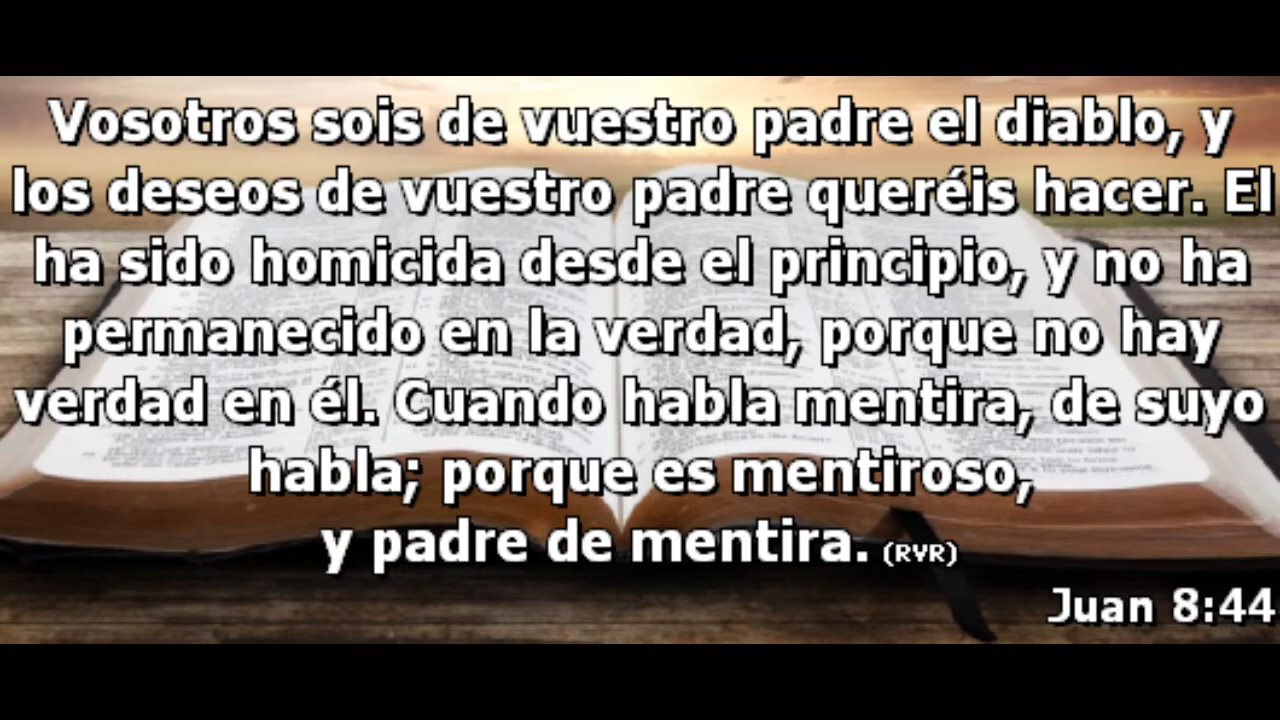 Vosotros sois de vuestro padre el diablo, y
los deseos de vuestro padre queréis hacer. El
ha sido homicida desde el principio, y no ha
permanecido en la verdad, porque no hay
verdad en él. Cuando habla mentira, de suyo
habla; porque es mentiroso,
y padre de mentira. (RVR)
Juan 8:44